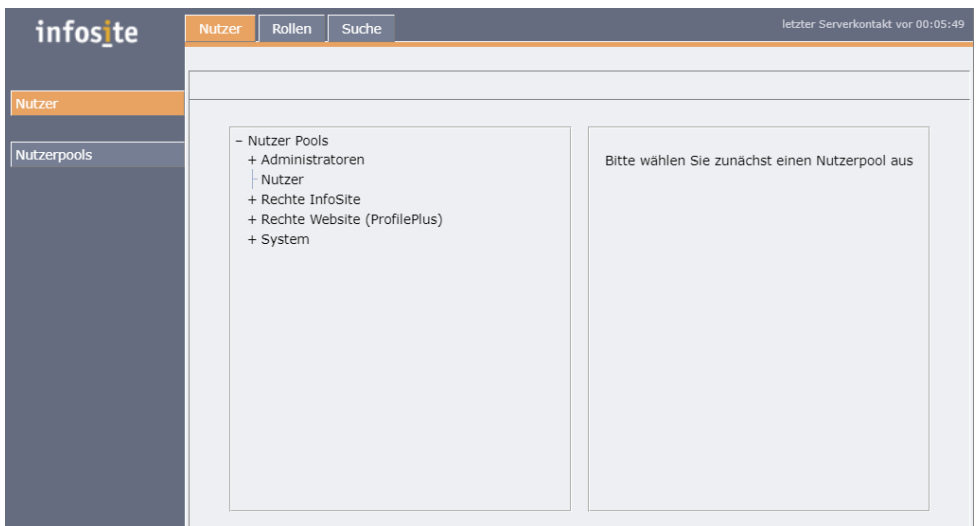 infosite
Nutzer Rollen Suche
letzter Serverkontakt vor 00:05:49
Nutzer
Nutzerpools
– Nutzer Pools
+ Administratoren
Nutzer
+ Rechte InfoSite
+ Rechte Website (ProfilePlus)
+ System
Bitte wählen Sie zunächst einen Nutzerpool aus